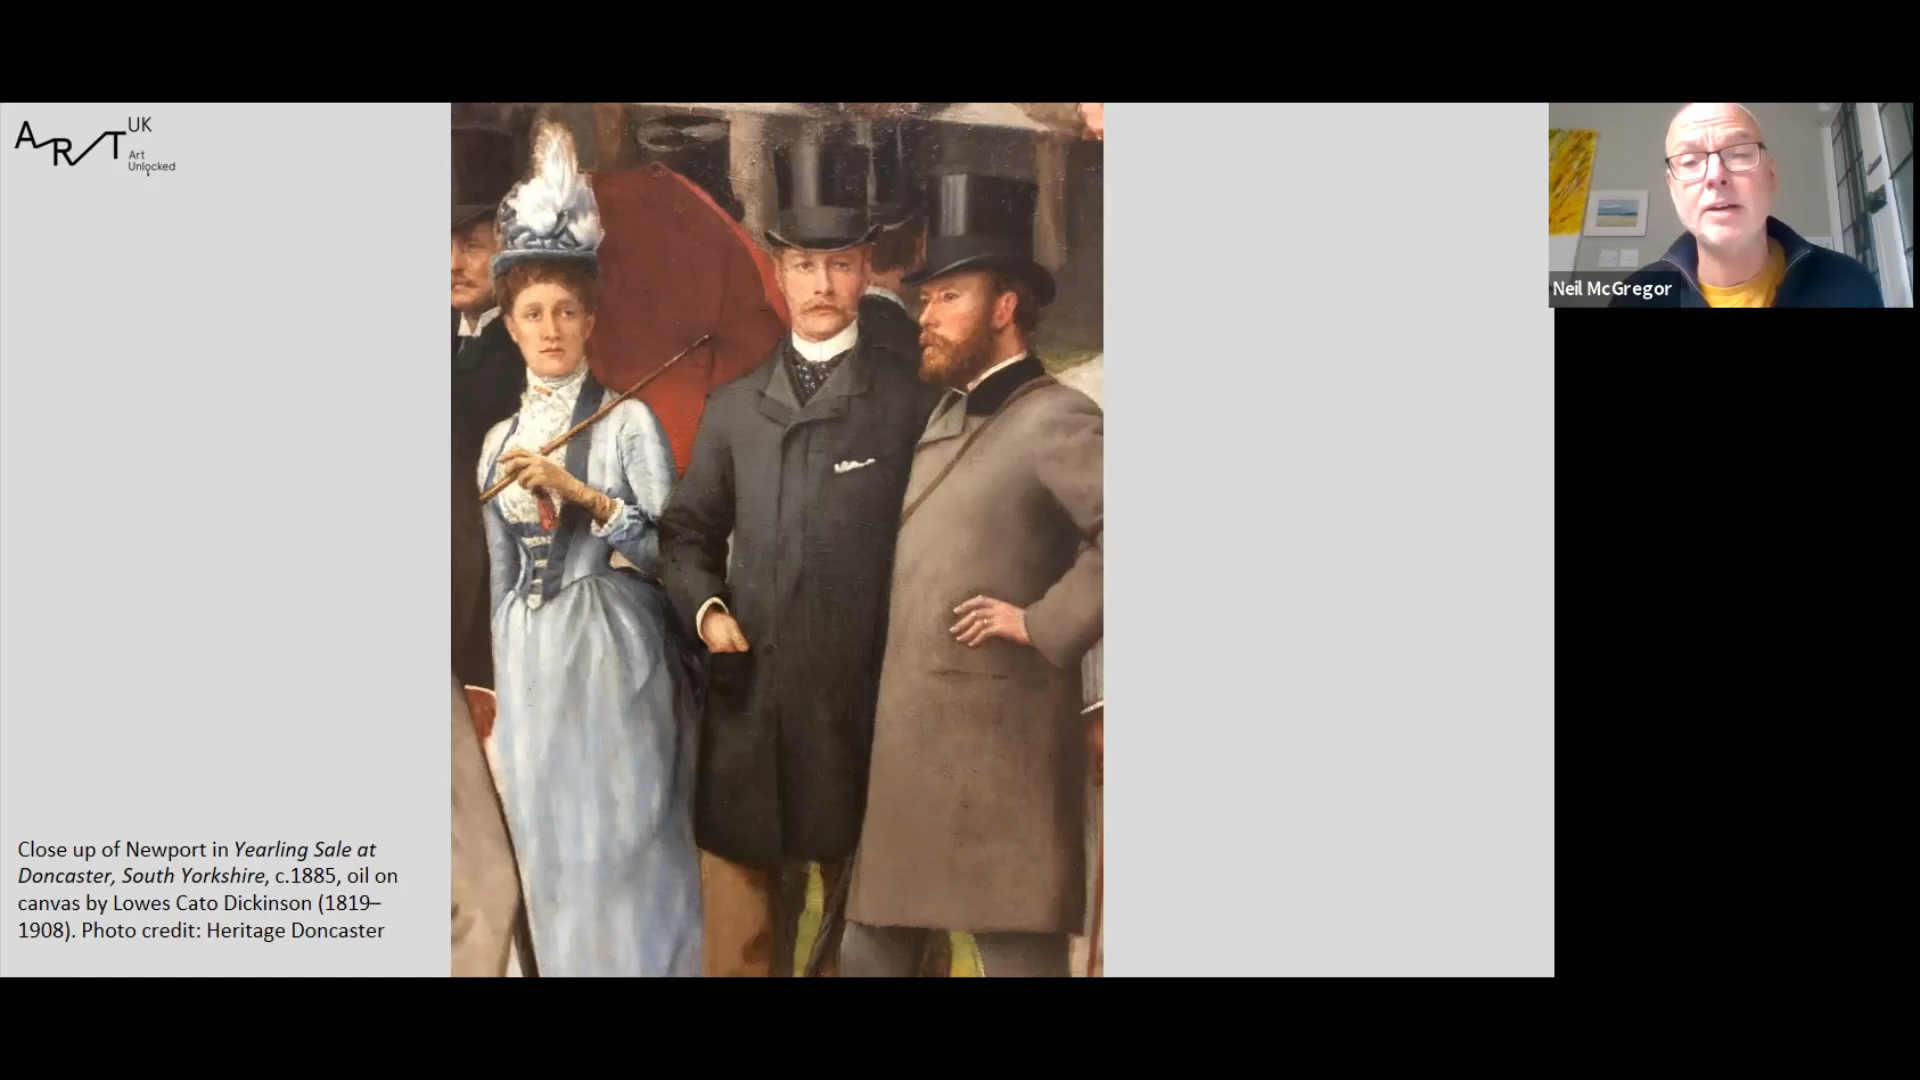 ART UK
Art
Unlocked
Neil McGregor
Close up of Newport in Yearling Sale at
Doncaster, South Yorkshire, c.1885, oil on
canvas by Lowes Cato Dickinson (1819–
1908). Photo credit: Heritage Doncaster